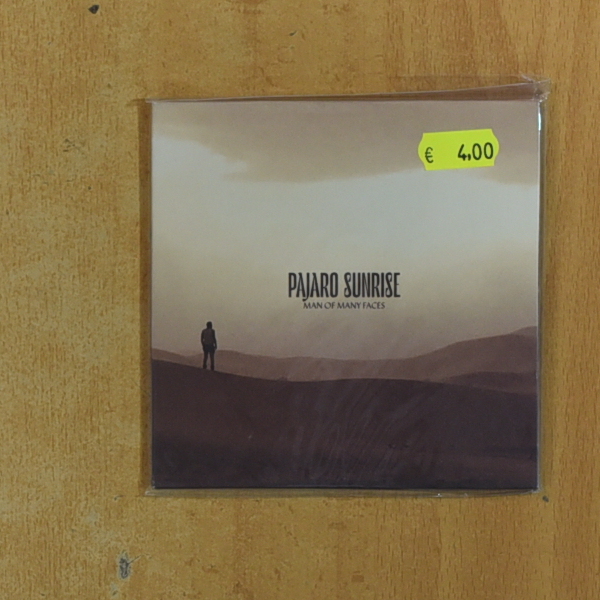 € 4,00
PAJARO SUNRISE
MAN OF MANY FACES